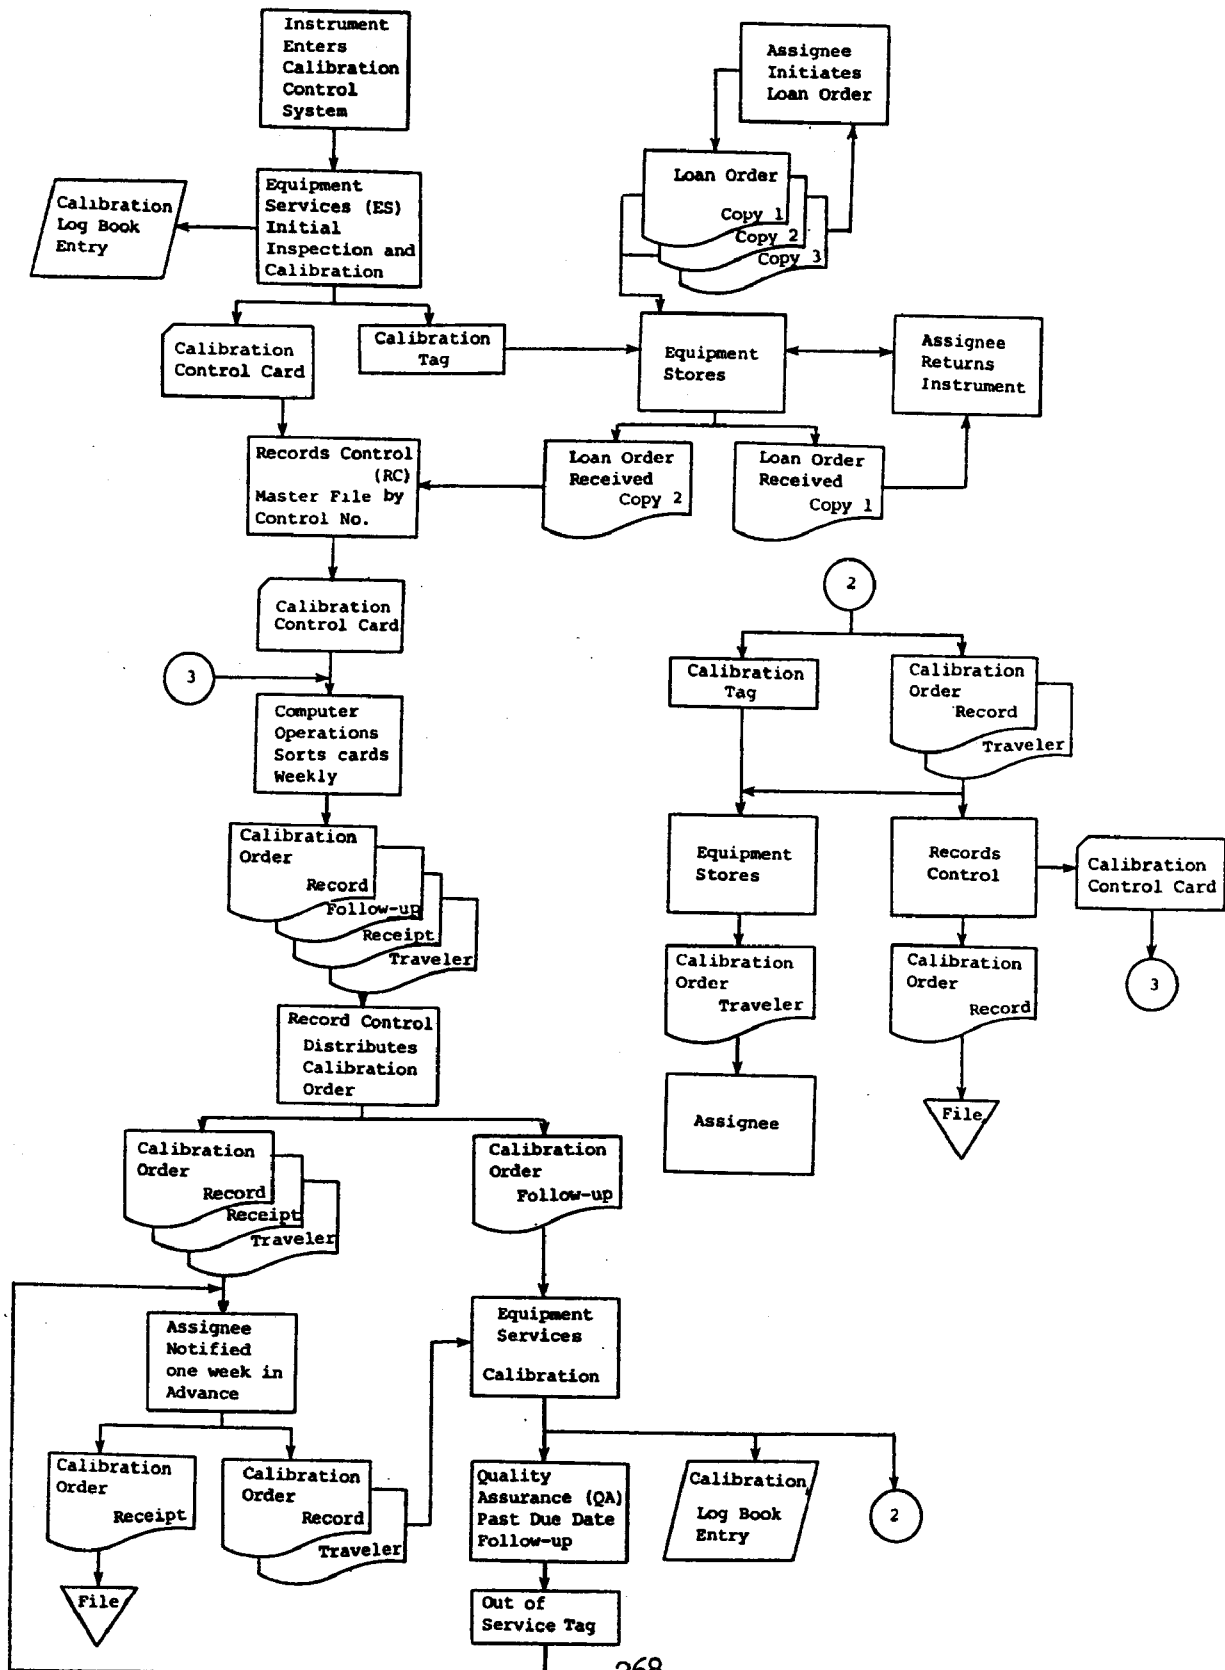 Instrument
Enters
Calibration
Control
System
Assignee
Initiates
Loan Order
Equipment
Services (ES)
Initial
Inspection and
Calibration
Calibration
Log Book
Entry
Loan Order
Copy 1
Copy 2
Copy 3
Calibration
Control Card
Calibration
Tag
Equipment
Stores
Assignee
Returns
Instrument
Records Control
(RC)
Master File by
Control No.
Loan Order
Received
Copy 2
Loan Order
Received
Copy 1
Calibration
Control Card
3
Computer
Operations
Sorts cards
Weekly
Calibration
Order
Record
Follow-up
Receipt
Traveler
Record Control
Distributes
Calibration
Order
Calibration
Order
Record
Receipt
Traveler
Calibration
Order
Follow-up
Assignee
Notified
one week in
Advance
Equipment
Services
Calibration
Calibration
Order
Receipt
File
Calibration
Order
Record
Traveler
Quality
Assurance (QA)
Past Due Date
Follow-up
Calibration
Log Book
Entry
2
Out of
Service Tag
2
Calibration
Tag
Calibration
Order
Record
Traveler
Equipment
Stores
Records
Control
Calibration
Control Card
3
Calibration
Order
Traveler
Calibration
Order
Record
Assignee
File
268